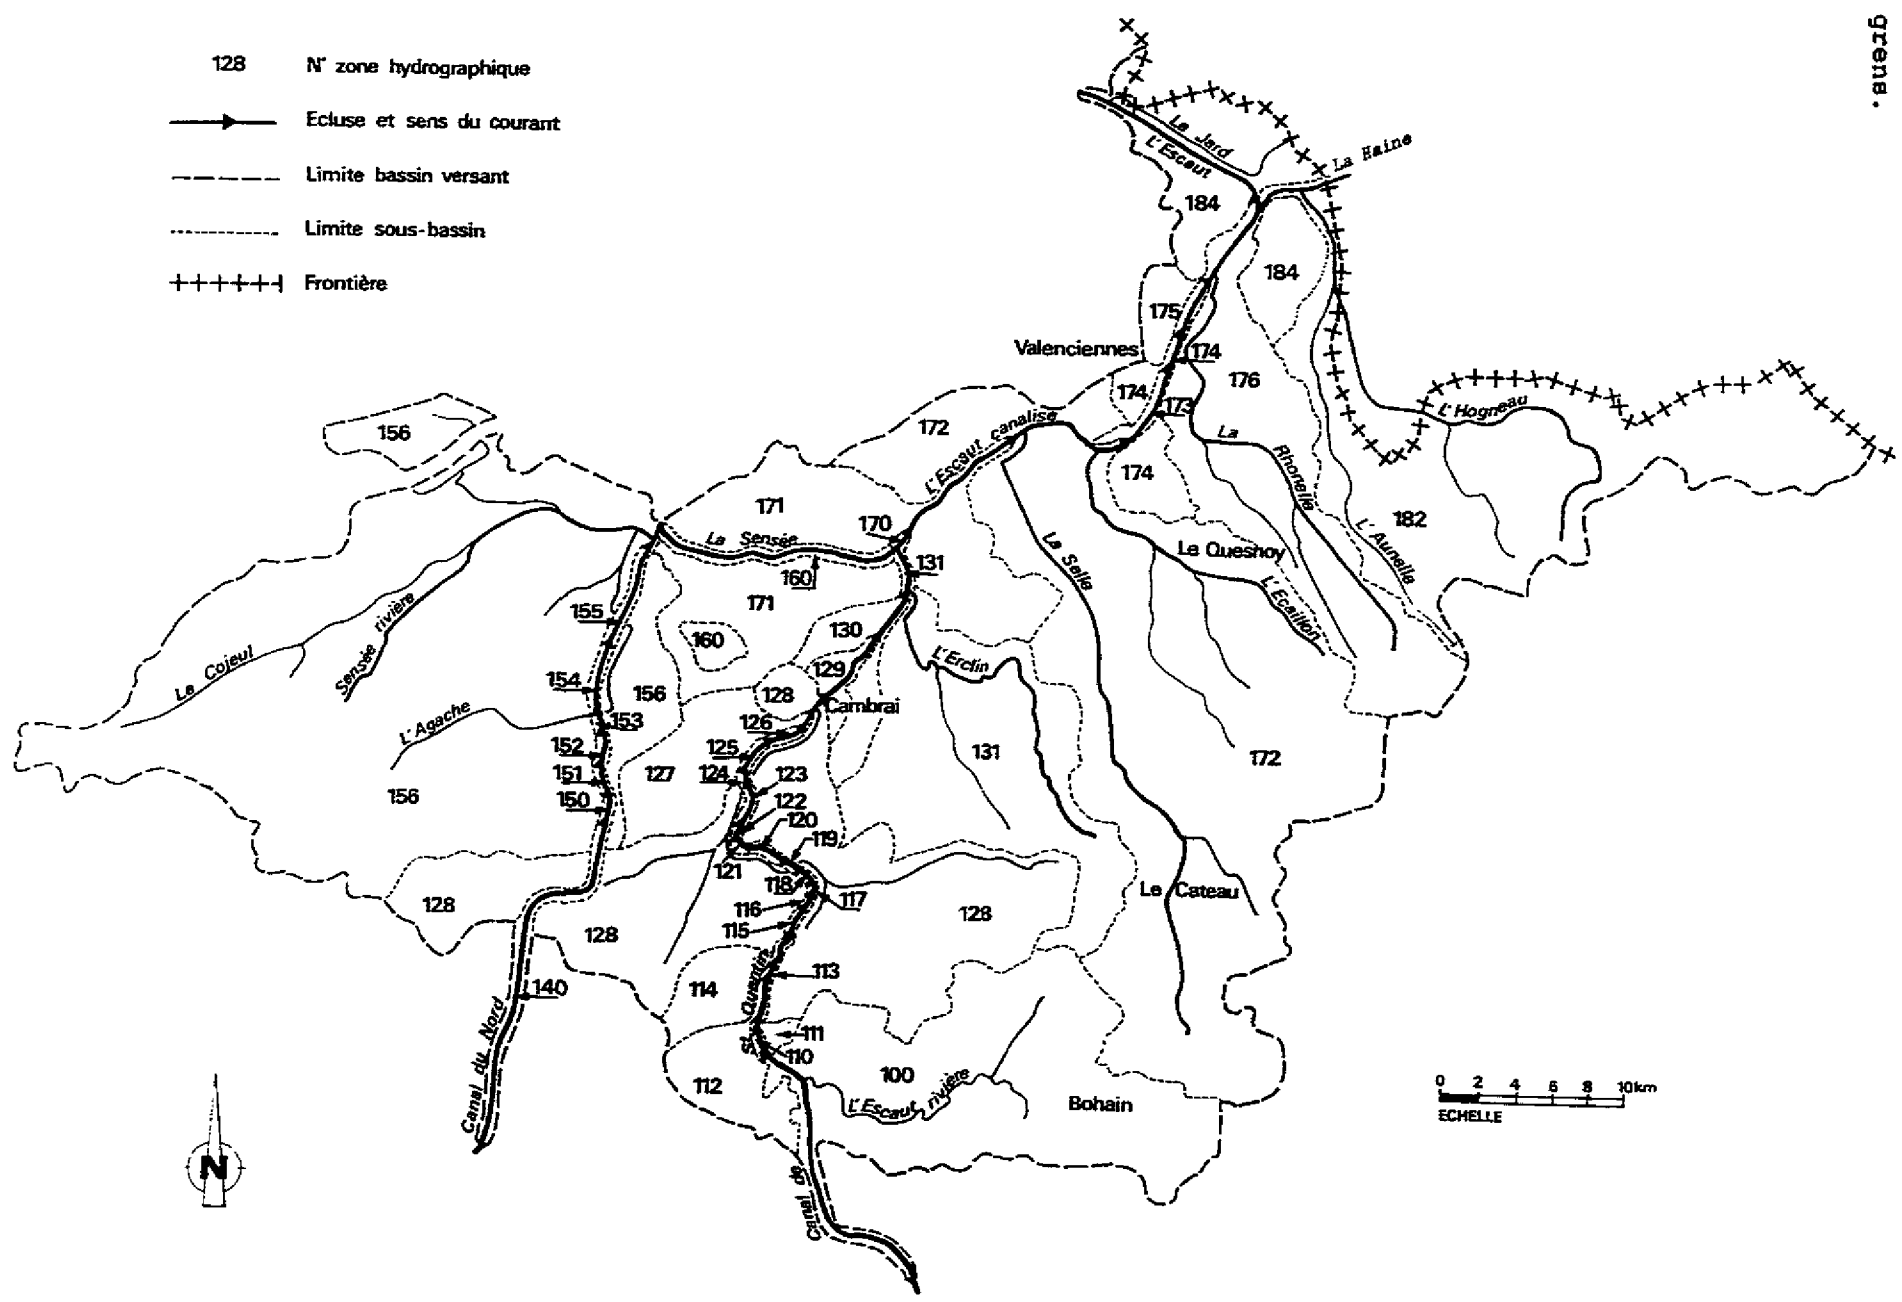 grens.
128 N° zone hydrographique
Ecluse et sens du courant
Limite bassin versant
Limite sous-bassin
Frontière
Le Jard
L'Escaut
La Haine
184
184
175
Valenciennes
174
176
174
173
L'Hogneau
156
172
L'Escaut canalisé
La
Rhonelle
174
171
170
182
La Sensée
160
131
La Selle
Le Quesnoy
L'Aunelle
L'Ecaillon
155
171
130
160
Sensée rivière
Le Cojeul
L'Erclin
129
154
156
128
Cambrai
L'Agache
153
126
152
125
131
172
151
127
124
123
156
150
122
120
119
121
118
117
Le Cateau
128
116
128
128
115
114
113
St Quentin
140
Canal du Nord
111
110
112
100
L'Escaut rivière
Bohain
0 2 4 6 8 10km
ECHELLE
N
Canal de